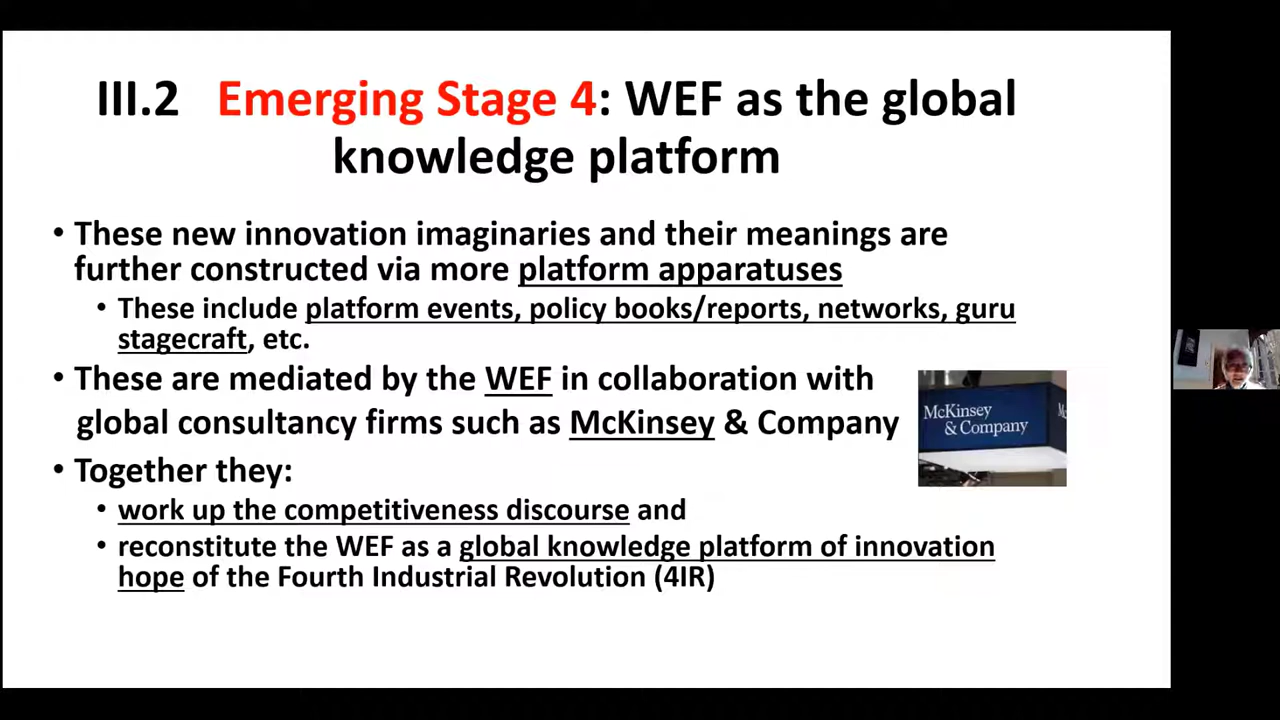 III.2 Emerging Stage 4: WEF as the global
knowledge platform
• These new innovation imaginaries and their meanings are
further constructed via more platform apparatuses
• These include platform events, policy books/reports, networks, guru
stagecraft, etc.
• These are mediated by the WEF in collaboration with
global consultancy firms such as McKinsey & Company
McKinsey
& Company
• Together they:
• work up the competitiveness discourse and
• reconstitute the WEF as a global knowledge platform of innovation
hope of the Fourth Industrial Revolution (4IR)